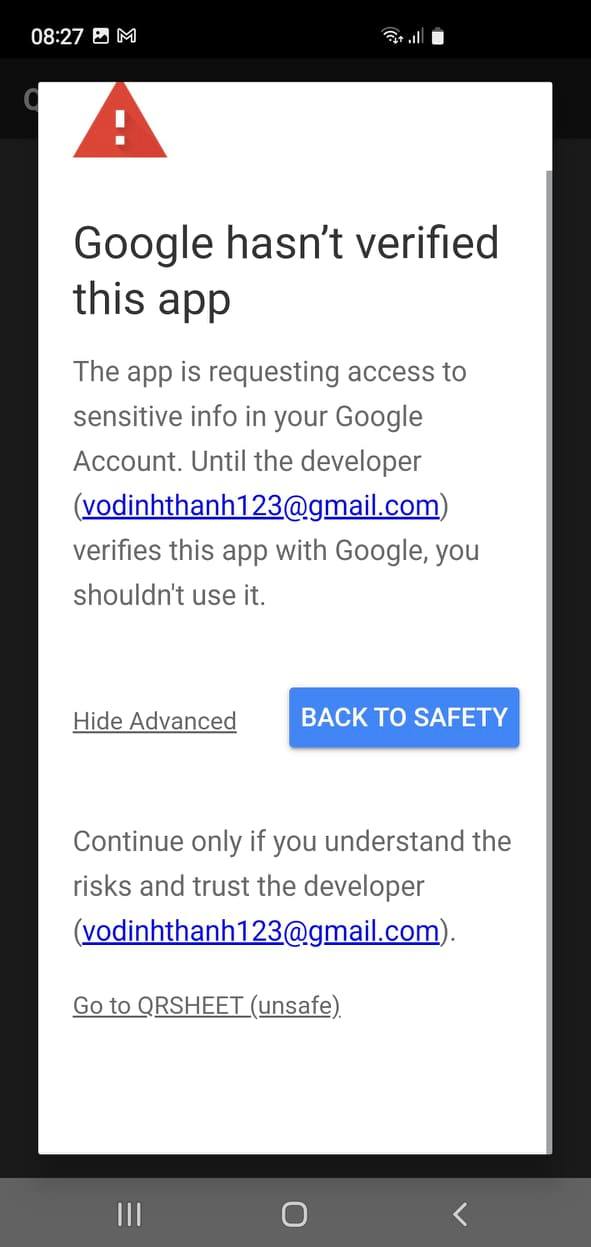 08:27
Google hasn't verified
this app
The app is requesting access to
sensitive info in your Google
Account. Until the developer
(vodinhthanh123@gmail.com)
verifies this app with Google, you
shouldn't use it.
Hide Advanced
BACK TO SAFETY
Continue only if you understand the
risks and trust the developer
(vodinhthanh123@gmail.com).
Go to QRSHEET (unsafe)